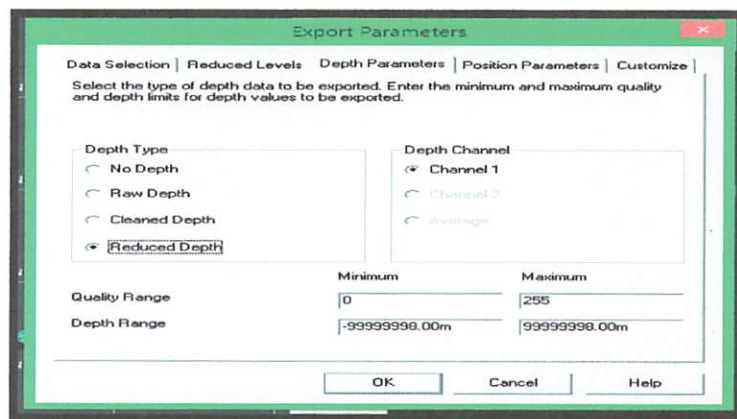 Export Parameters
Data Selection | Reduced Levels Depth Parameters | Position Parameters | Customize |
Select the type of depth data to be exported. Enter the minimum and maximum quality
and depth limits for depth values to be exported.
Depth Type
No Depth
Raw Depth
Cleaned Depth
Reduced Depth
Depth Channel
Channel 1
Channel 2
Average
Minimum Maximum
Quality Range 0 255
Depth Range -99999998.00m 99999998.00m
OK Cancel Help